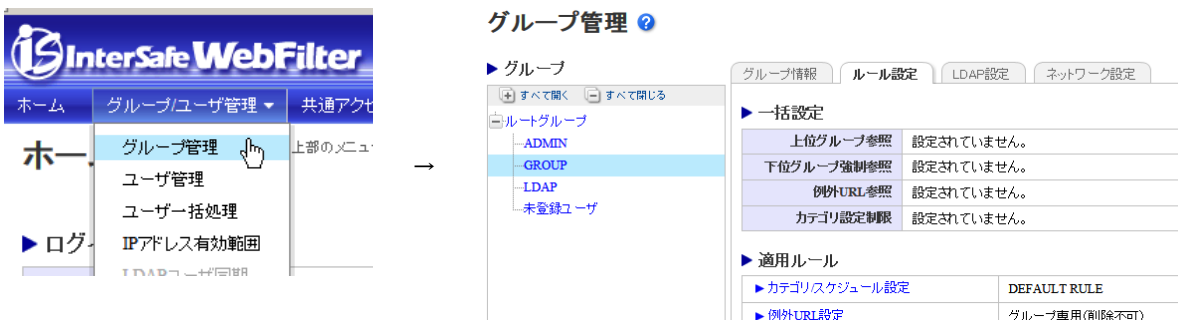 InterSafe WebFilter
ホーム グループ/ユーザ管理 ▼ 共通アクセ
ホー 上部のメニュー
グループ管理
ユーザ管理
ユーザ一括処理
▶ ログ
IPアドレス有効範囲
LDAPユーザ同期
→
グループ管理 ?
▶ グループ
+ すべて開く - すべて閉じる
ルートグループ
ADMIN
GROUP
LDAP
未登録ユーザ
グループ情報 ルール設定 LDAP設定 ネットワーク設定
▶ 一括設定
上位グループ参照 設定されていません。
下位グループ強制参照 設定されていません。
例外URL参照 設定されていません。
カテゴリ設定制限 設定されていません。
▶ 適用ルール
▶ カテゴリ/スケジュール設定 DEFAULT RULE
▶ 例外URL設定 グループ専用(削除不可)